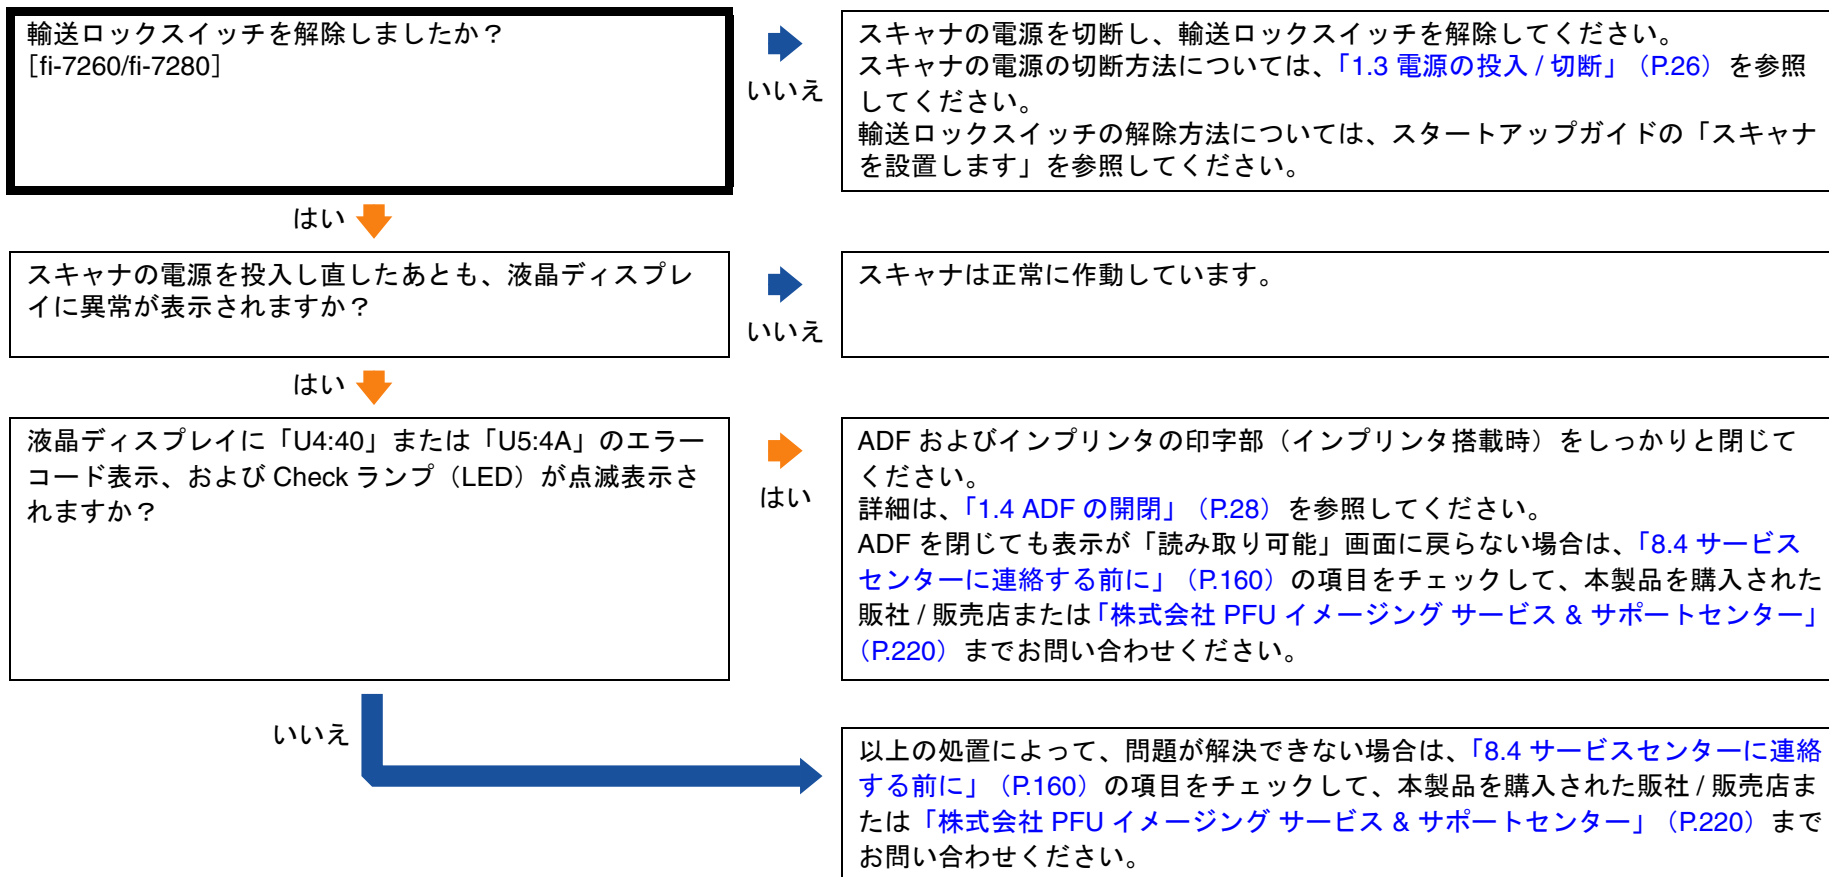 輸送ロックスイッチを解除しましたか？
［fi-7260/fi-7280］
いいえ
スキャナの電源を切断し、輸送ロックスイッチを解除してください。
スキャナの電源の切断方法については、「1.3 電源の投入 / 切断」（P.26）を参照
してください。
輸送ロックスイッチの解除方法については、スタートアップガイドの「スキャナ
を設置します」を参照してください。
はい
スキャナの電源を投入し直したあとも、液晶ディスプレ
イに異常が表示されますか？
いいえ
スキャナは正常に作動しています。
はい
液晶ディスプレイに「U4:40」または「U5:4A」のエラー
コード表示、および Check ランプ（LED）が点滅表示さ
れますか？
はい
ADF およびインプリンタの印字部（インプリンタ搭載時）をしっかりと閉じて
ください。
詳細は、「1.4 ADF の開閉」（P.28）を参照してください。
ADF を閉じても表示が「読み取り可能」画面に戻らない場合は、「8.4 サービス
センターに連絡する前に」（P.160）の項目をチェックして、本製品を購入された
販社 / 販売店または「株式会社 PFU イメージング サービス & サポートセンター」
（P.220）までお問い合わせください。
いいえ
以上の処置によって、問題が解決できない場合は、「8.4 サービスセンターに連絡
する前に」（P.160）の項目をチェックして、本製品を購入された販社 / 販売店ま
たは「株式会社 PFU イメージング サービス & サポートセンター」（P.220）まで
お問い合わせください。